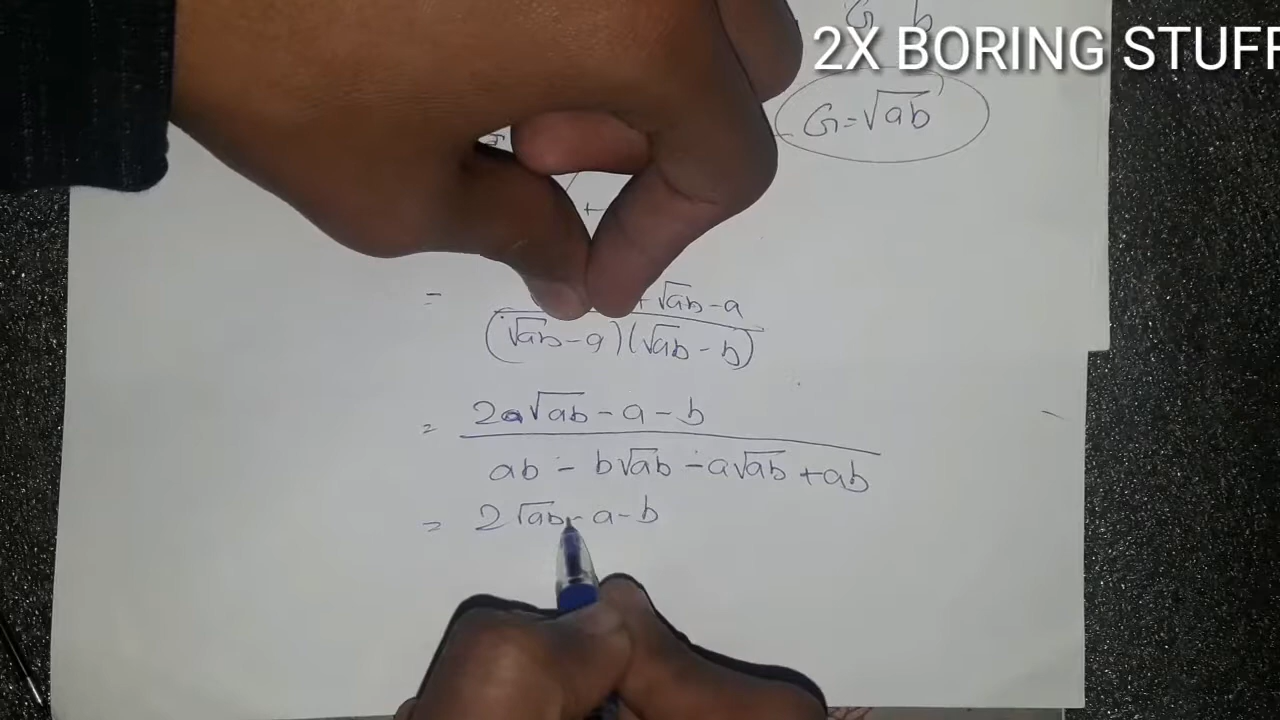 G b
2X BORING STUFF
G=√ab
+
= +√ab-a
(√ab-a)(√ab-b)
= 2a√ab-a-b
ab-b√ab-a√ab+ab
= 2√ab-a-b